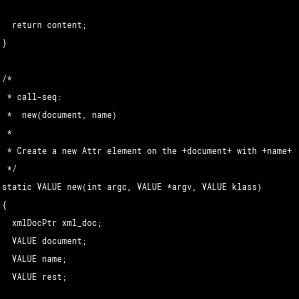 return content;
}

/*
 * call-seq:
 *  new(document, name)
 *
 * Create a new Attr element on the +document+ with +name+
 */
static VALUE new(int argc, VALUE *argv, VALUE klass)
{
  xmlDocPtr xml_doc;
  VALUE document;
  VALUE name;
  VALUE rest;